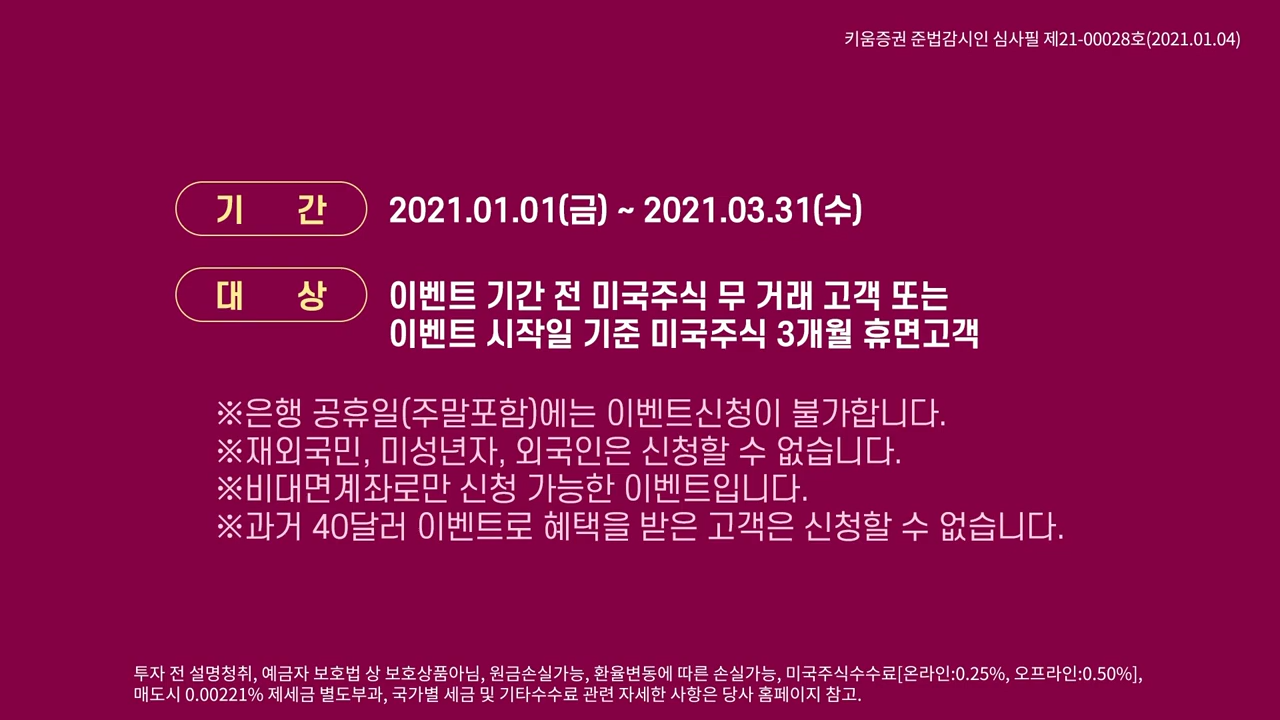 키움증권 준법감시인 심사필 제21-00028호(2021.01.04)
기 간 2021.01.01(금) ~ 2021.03.31(수)
대 상 이벤트 기간 전 미국주식 무 거래 고객 또는
이벤트 시작일 기준 미국주식 3개월 휴면고객
※은행 공휴일(주말포함)에는 이벤트신청이 불가합니다.
※재외국민, 미성년자, 외국인은 신청할 수 없습니다.
※비대면계좌로만 신청 가능한 이벤트입니다.
※과거 40달러 이벤트로 혜택을 받은 고객은 신청할 수 없습니다.
투자 전 설명청취, 예금자 보호법 상 보호상품아님, 원금손실가능, 환율변동에 따른 손실가능, 미국주식수수료[온라인:0.25%, 오프라인:0.50%],
매도시 0.00221% 제세금 별도부과, 국가별 세금 및 기타수수료 관련 자세한 사항은 당사 홈페이지 참고.